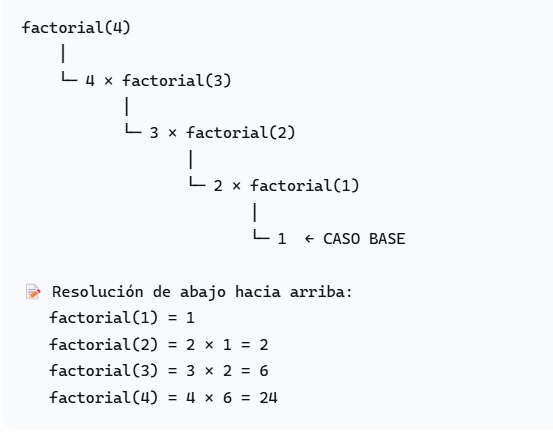 factorial(4)
│
└─ 4 × factorial(3)
│
└─ 3 × factorial(2)
│
└─ 2 × factorial(1)
│
└─ 1 ← CASO BASE
📝 Resolución de abajo hacia arriba:
factorial(1) = 1
factorial(2) = 2 × 1 = 2
factorial(3) = 3 × 2 = 6
factorial(4) = 4 × 6 = 24